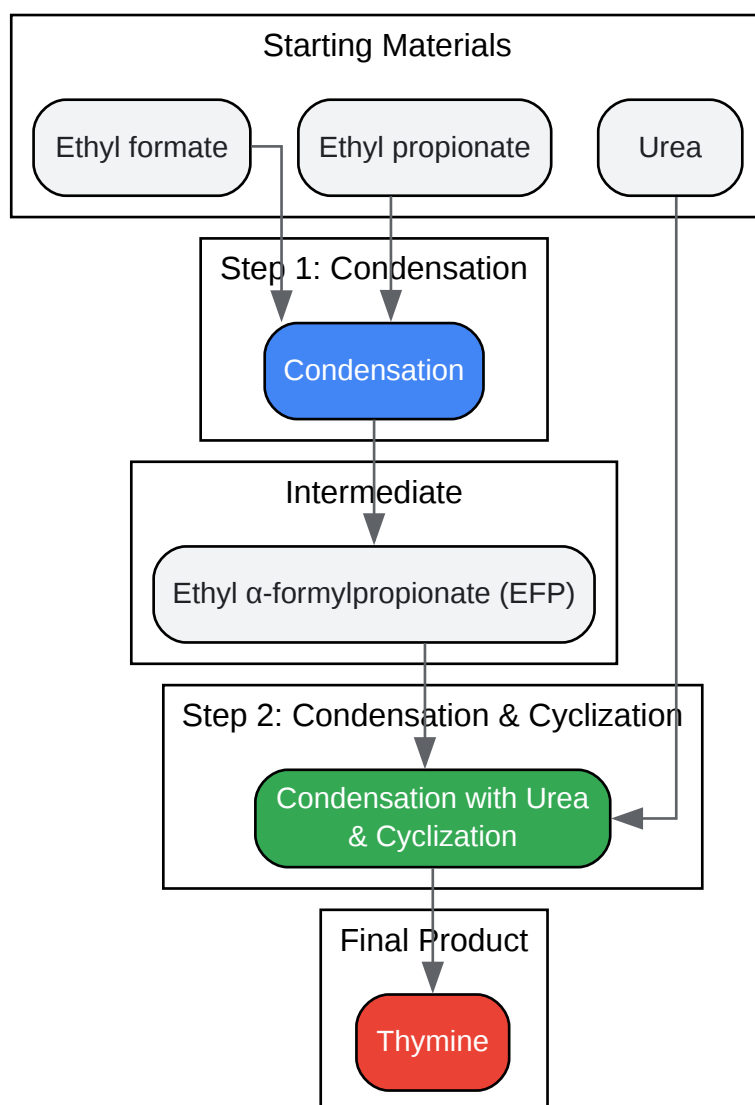 Starting Materials
Ethyl formate
Ethyl propionate
Urea
Step 1: Condensation
Condensation
Intermediate
Ethyl α-formylpropionate (EFP)
Step 2: Condensation & Cyclization
Condensation with Urea
& Cyclization
Final Product
Thymine